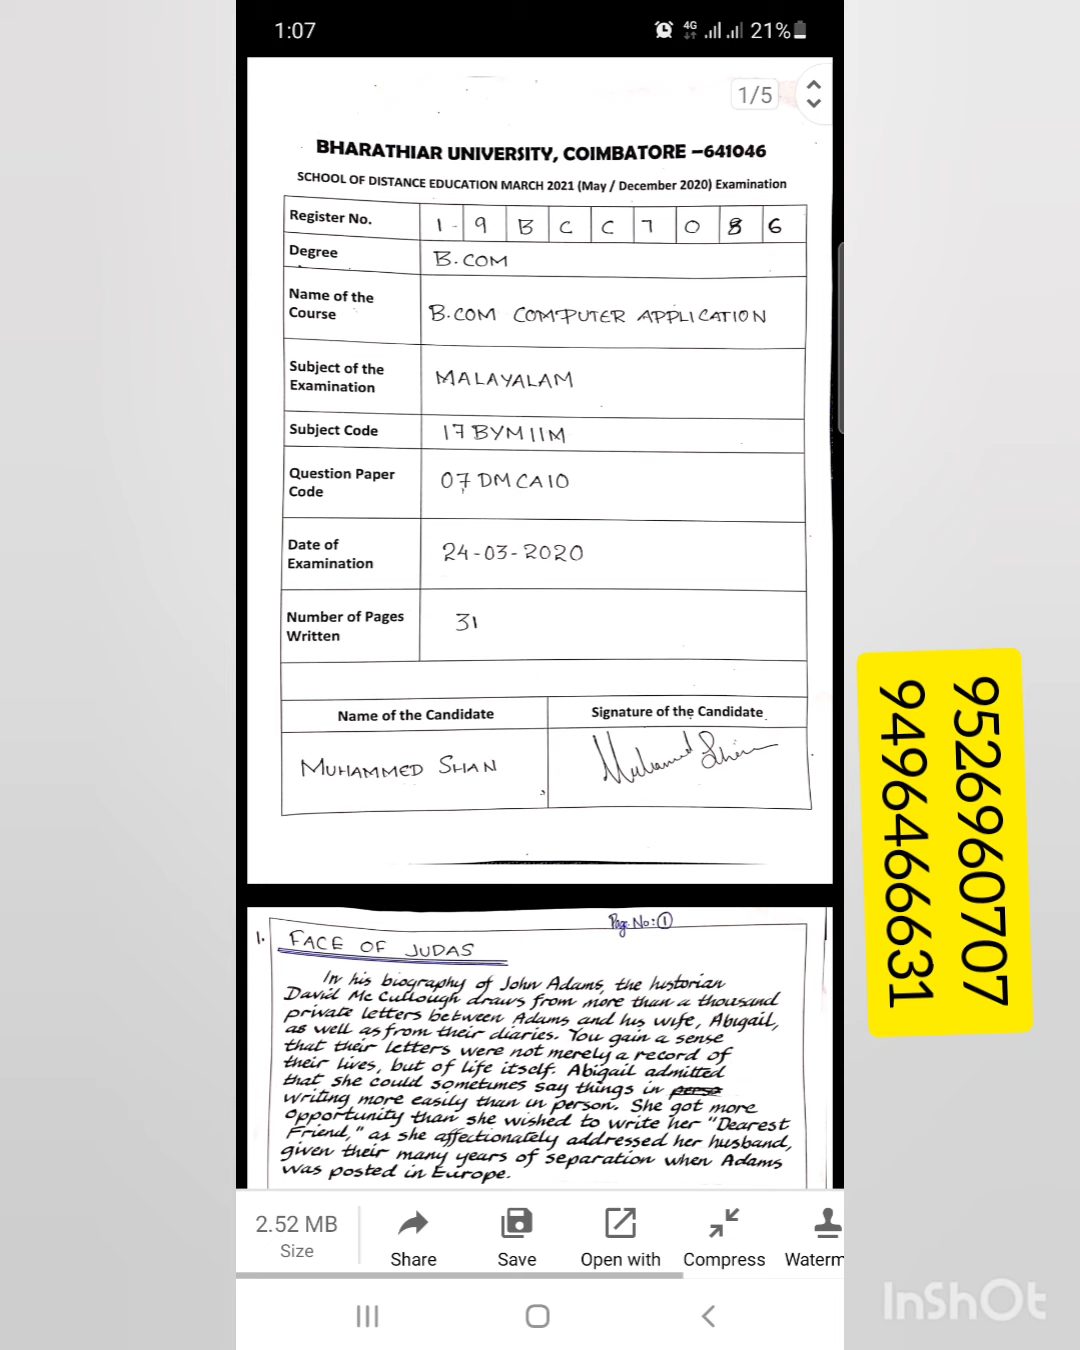 1:07
4G
21%
1/5
BHARATHIAR UNIVERSITY, COIMBATORE –641046
SCHOOL OF DISTANCE EDUCATION MARCH 2021 (May / December 2020) Examination
Register No. 1 9 B C C 7 0 8 6
Degree B.COM
Name of the Course B.COM COMPUTER APPLICATION
Subject of the Examination MALAYALAM
Subject Code 17BYM11M
Question Paper Code 07DMCA10
Date of Examination 24-03-2020
Number of Pages Written 31
Name of the Candidate Signature of the Candidate
MUHAMMED SHAN
Page No: 1
1. FACE OF JUDAS
In his biography of John Adams, the historian
David Mc Cullough draws from more than a thousand
private letters between Adams and his wife, Abigail,
as well as from their diaries. You gain a sense
that their letters were not merely a record of
their lives, but of life itself. Abigail admitted
that she could sometimes say things in
writing more easily than in person. She got more
opportunity than she wished to write her "Dearest
Friend," as she affectionately addressed her husband,
given their many years of separation when Adams
was posted in Europe.
2.52 MB
Size
Share
Save
Open with
Compress
Waterm
9526960707
9496466631
InShOt